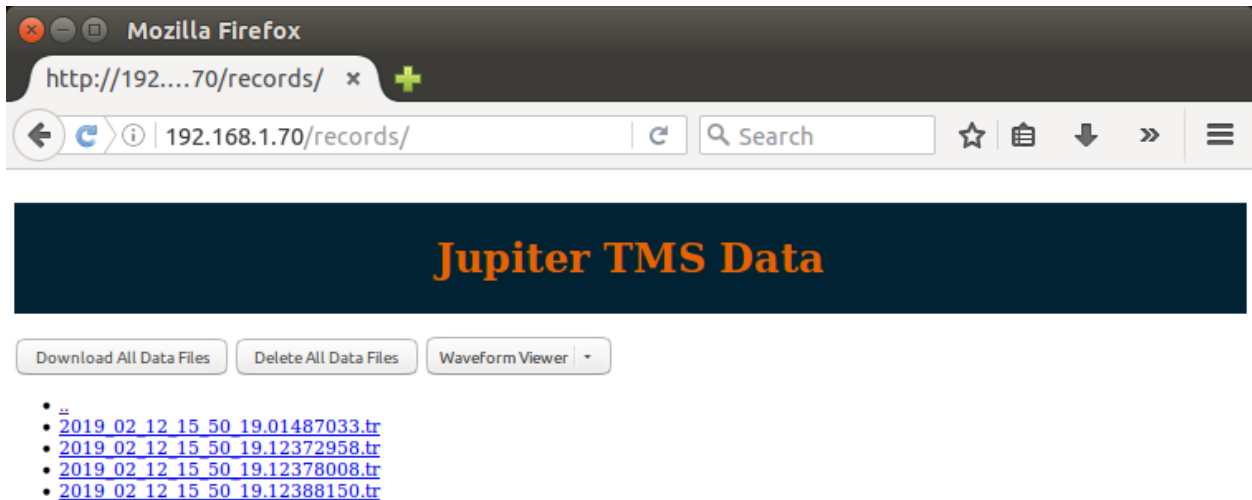 Mozilla Firefox
http://192....70/records/
192.168.1.70/records/ Search
Jupiter TMS Data
Download All Data Files Delete All Data Files Waveform Viewer
..
2019_02_12_15_50_19.01487033.tr
2019_02_12_15_50_19.12372958.tr
2019_02_12_15_50_19.12378008.tr
2019_02_12_15_50_19.12388150.tr